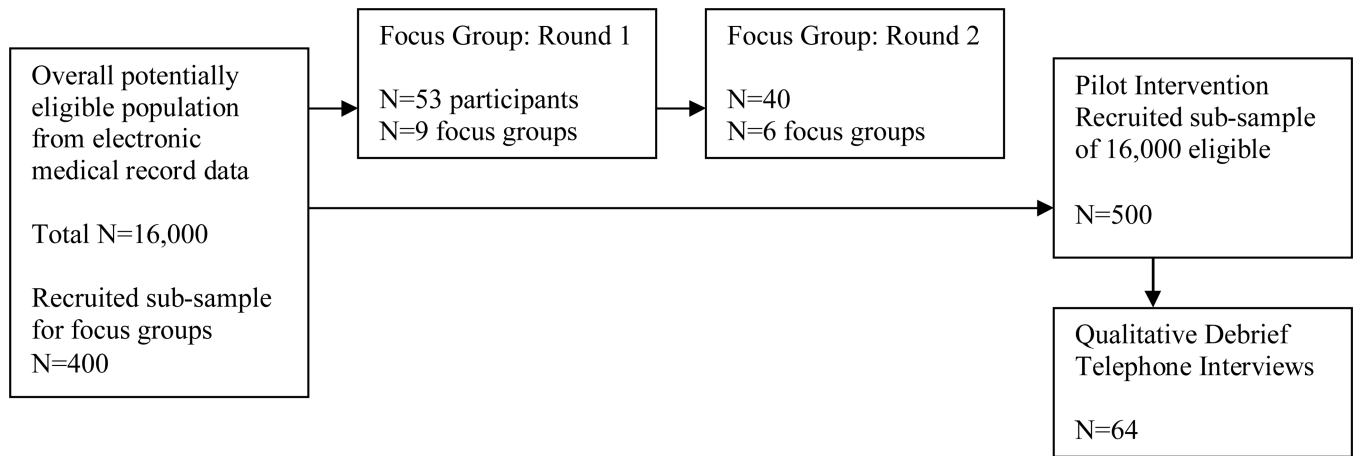 Overall potentially
eligible population
from electronic
medical record data
Total N=16,000
Recruited sub-sample
for focus groups
N=400
Focus Group: Round 1
N=53 participants
N=9 focus groups
Focus Group: Round 2
N=40
N=6 focus groups
Pilot Intervention
Recruited sub-sample
of 16,000 eligible
N=500
Qualitative Debrief
Telephone Interviews
N=64